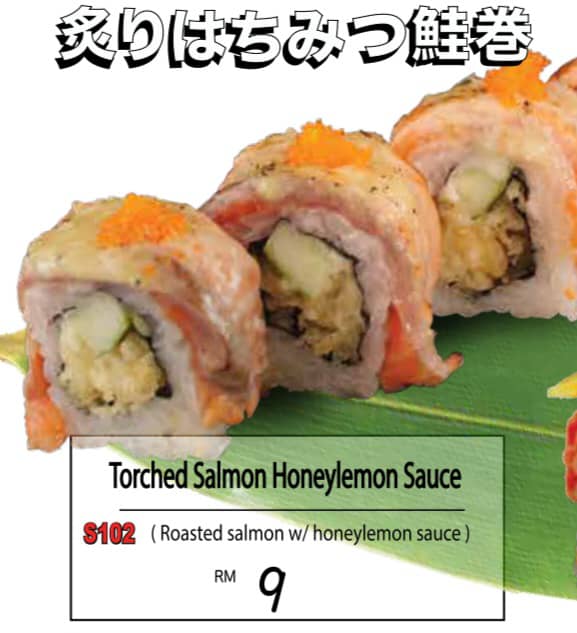 炙りはちみつ鮭巻
Torched Salmon Honeylemon Sauce
S102 ( Roasted salmon w/ honeylemon sauce )
RM 9